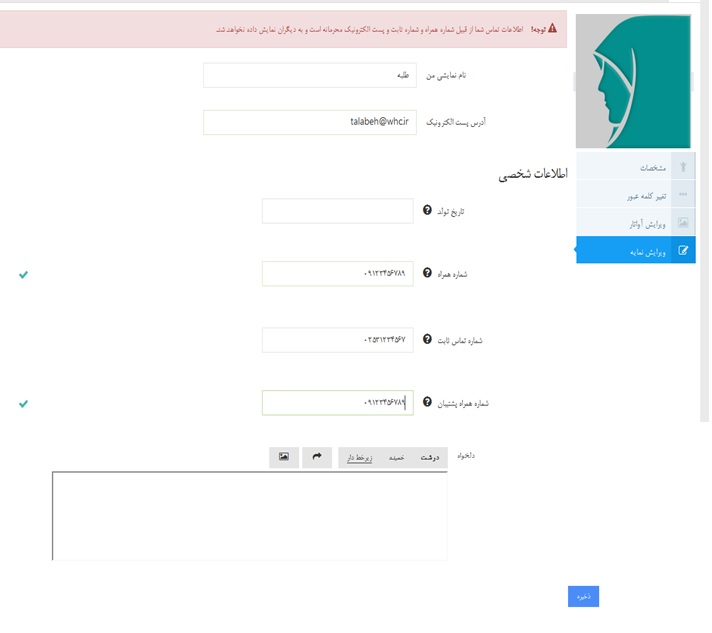 توجه! اطلاعات تماس شما از قبیل شماره همراه و شماره ثابت و پست الکترونیک محرمانه است و به دیگران نمایش داده نخواهد شد.
نام نمایشی من طلبه
آدرس پست الکترونیک talabeh@whc.ir
مشخصات
تغییر کلمه عبور
ویرایش آواتار
ویرایش نمایه
اطلاعات شخصی
تاریخ تولد
شماره همراه ۰۹۱۲۳۴۵۶۷۸۹
شماره تماس ثابت ۰۲۵۳۱۲۳۴۵۶۷
شماره همراه پشتیبان ۰۹۱۲۳۴۵۶۷۸۹
دلخواه
درشت خمیده زیرخط دار
ذخیره